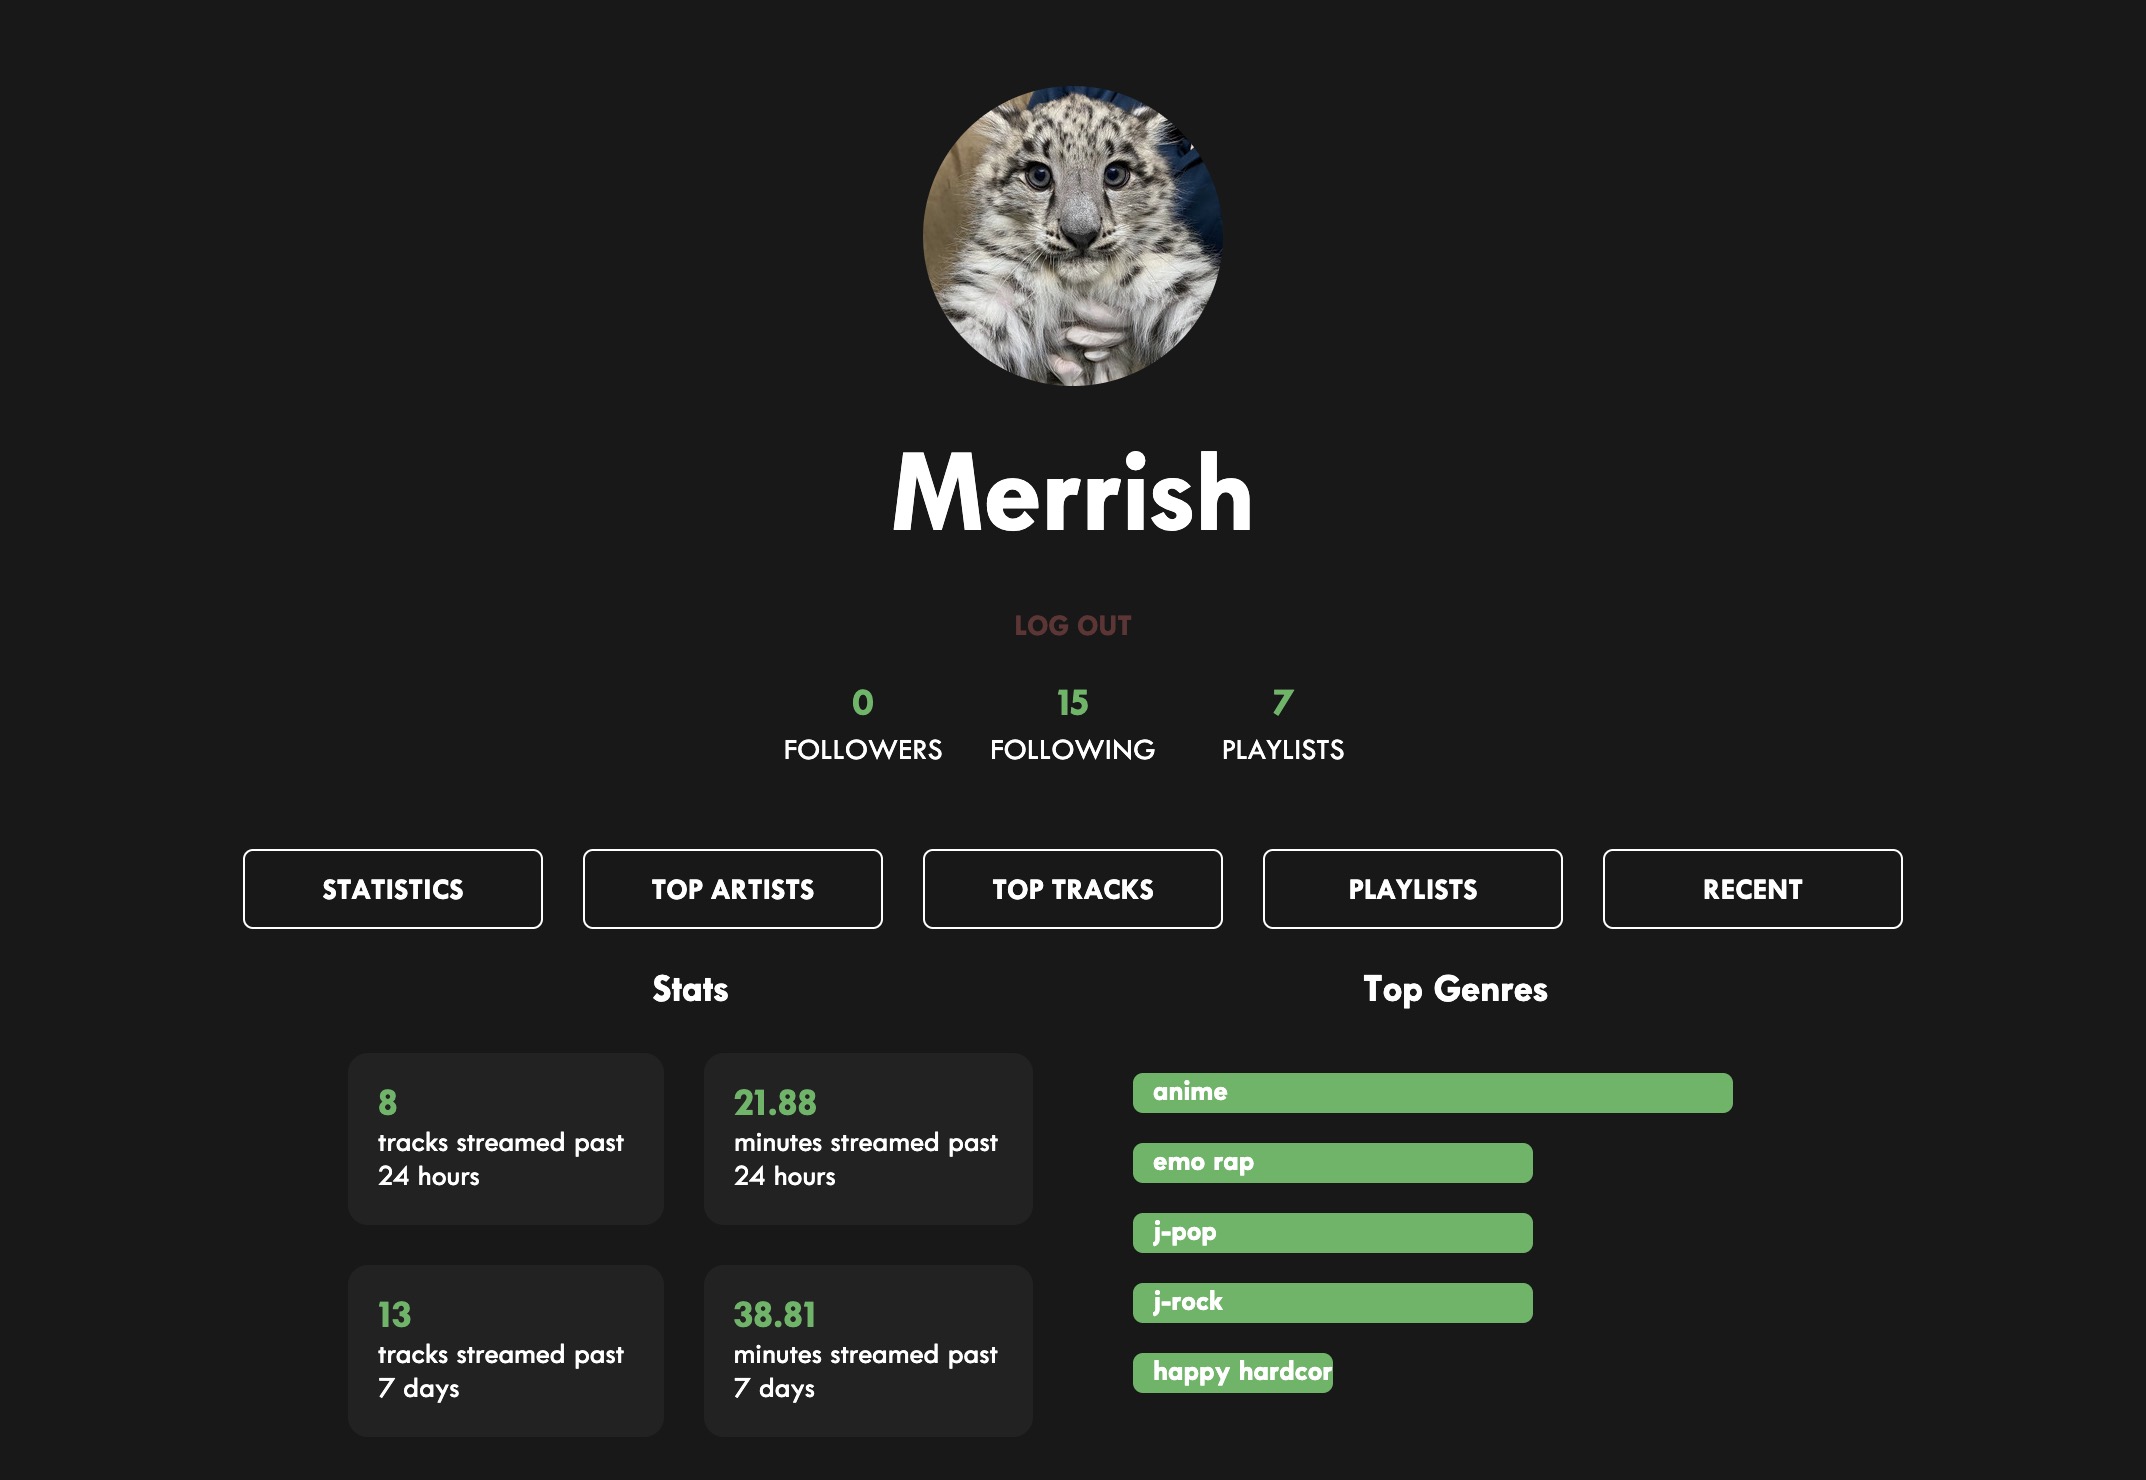 Merrish
LOG OUT
0
FOLLOWERS
15
FOLLOWING
7
PLAYLISTS
STATISTICS
TOP ARTISTS
TOP TRACKS
PLAYLISTS
RECENT
Stats
8
tracks streamed past
24 hours
21.88
minutes streamed past
24 hours
13
tracks streamed past
7 days
38.81
minutes streamed past
7 days
Top Genres
anime
emo rap
j-pop
j-rock
happy hardcor